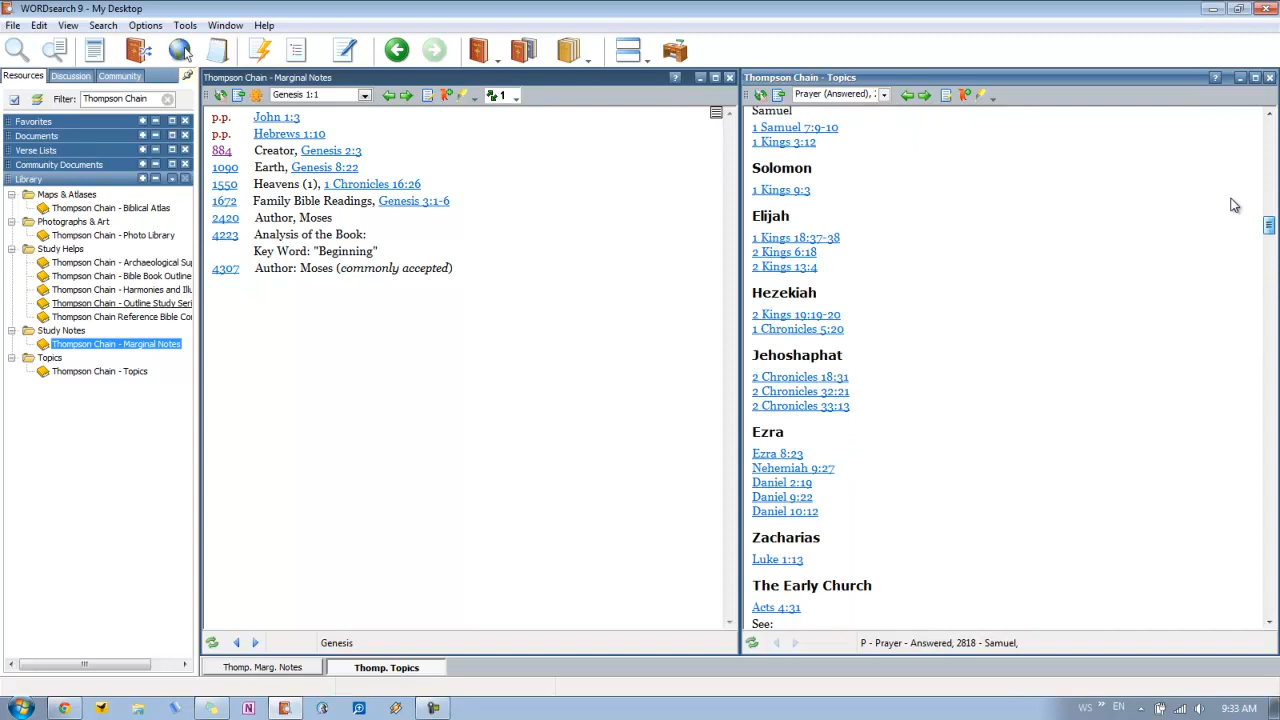 WORDsearch 9 - My Desktop
File Edit View Search Options Tools Window Help
Resources Discussion Community
Filter: Thompson Chain
Favorites
Documents
Verse Lists
Community Documents
Library
Maps & Atlases
Thompson Chain - Biblical Atlas
Photographs & Art
Thompson Chain - Photo Library
Study Helps
Thompson Chain - Archaeological Sup
Thompson Chain - Bible Book Outline
Thompson Chain - Harmonies and Illu
Thompson Chain - Outline Study Seri
Thompson Chain Reference Bible Co
Study Notes
Thompson Chain - Marginal Notes
Topics
Thompson Chain - Topics
Thompson Chain - Marginal Notes
Genesis 1:1
1
p.p. John 1:3
p.p. Hebrews 1:10
884 Creator, Genesis 2:3
1090 Earth, Genesis 8:22
1550 Heavens (1), 1 Chronicles 16:26
1672 Family Bible Readings, Genesis 3:1-6
2420 Author, Moses
4223 Analysis of the Book:
Key Word: "Beginning"
4307 Author: Moses (commonly accepted)
Genesis
Thompson Chain - Topics
Prayer (Answered), :
Samuel
1 Samuel 7:9-10
1 Kings 3:12
Solomon
1 Kings 9:3
Elijah
1 Kings 18:37-38
2 Kings 6:18
2 Kings 13:4
Hezekiah
2 Kings 19:19-20
1 Chronicles 5:20
Jehoshaphat
2 Chronicles 18:31
2 Chronicles 32:21
2 Chronicles 33:13
Ezra
Ezra 8:23
Nehemiah 9:27
Daniel 2:19
Daniel 9:22
Daniel 10:12
Zacharias
Luke 1:13
The Early Church
Acts 4:31
See:
P - Prayer - Answered, 2818 - Samuel,
Thomp. Marg. Notes Thomp. Topics
WS » EN 9:33 AM